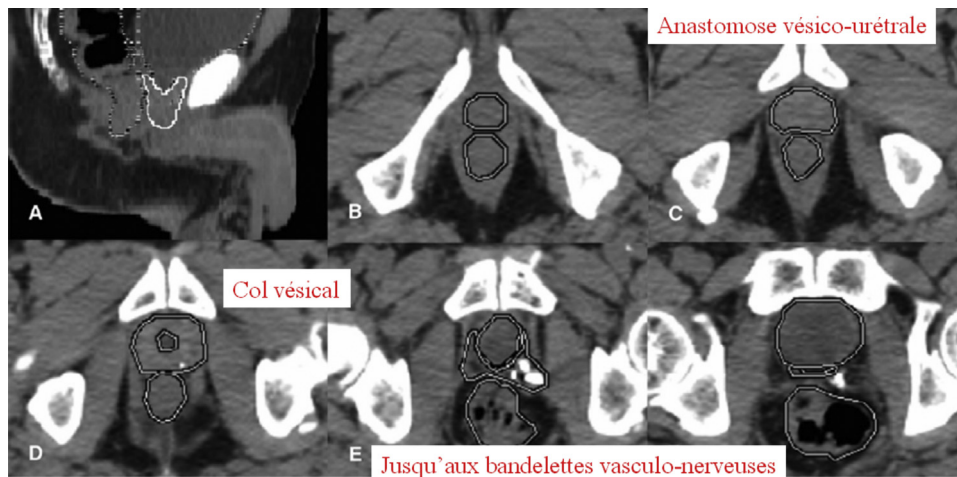 Anastomose vésico-urétrale
A
B
C
Col vésical
D
E
Jusqu'aux bandelettes vasculo-nerveuses